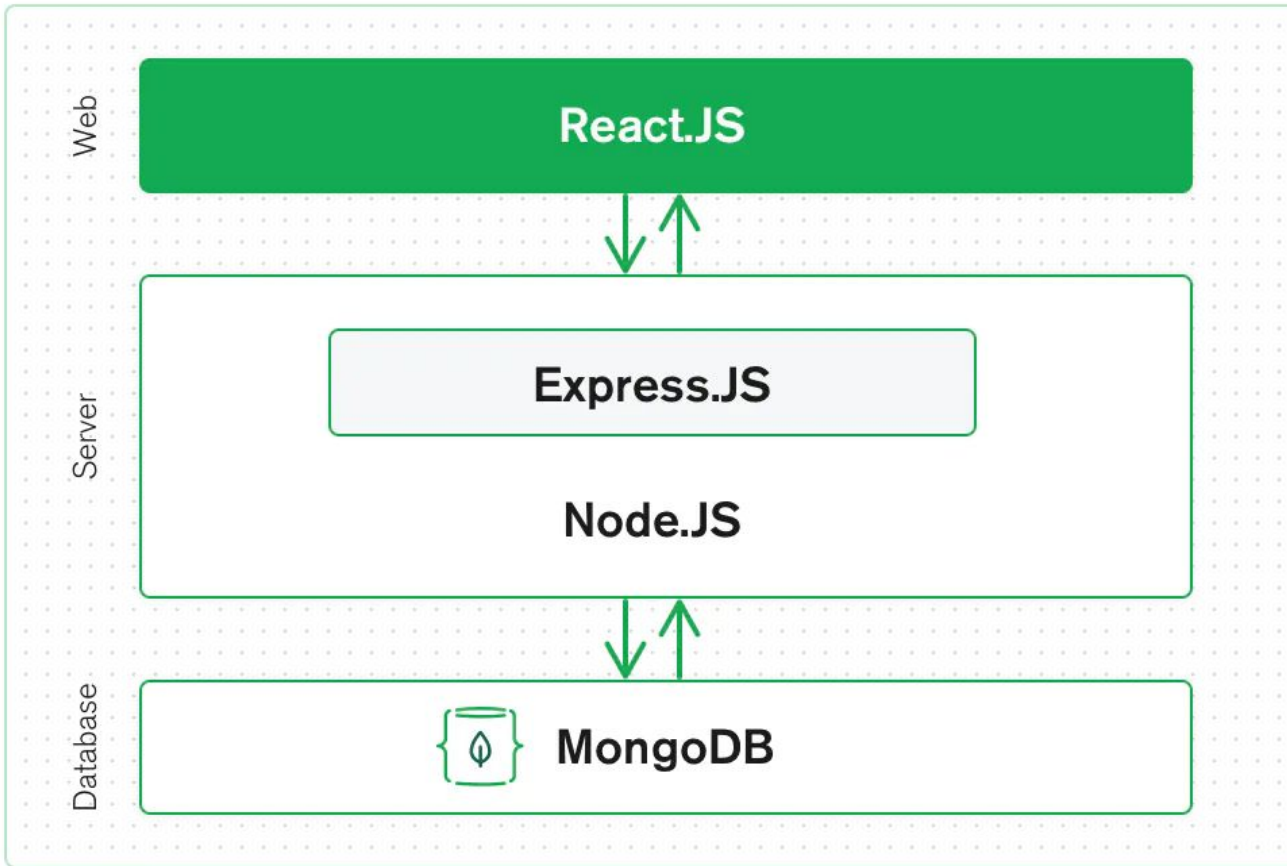 Web
React.JS
Server
Express.JS
Node.JS
Database
MongoDB